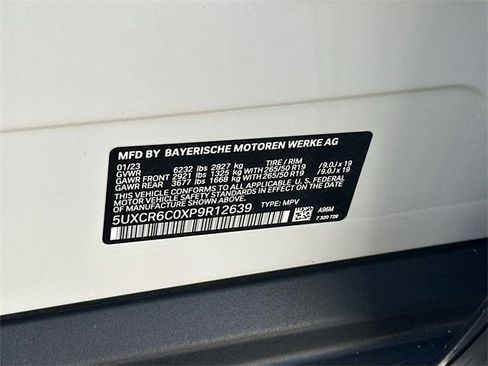 MFD BY BAYERISCHE MOTOREN WERKE AG
01/23 TIRE / RIM
GVWR 6232 lbs 2827 kg
GAWR FRONT 2921 lbs 1325 kg WITH 265/50 R19 / 9.0J x 19
GAWR REAR 3677 lbs 1668 kg WITH 265/50 R19 / 9.0J x 19
CONFORMS TO ALL APPLICABLE U.S. FEDERAL
MOTOR VEHICLE SAFETY STANDARDS IN EFFECT
ON THE DATE OF MANUFACTURE SHOWN ABOVE.
5UXCR6C0XP9R12639 TYPE: MPV A96M
7 320 729